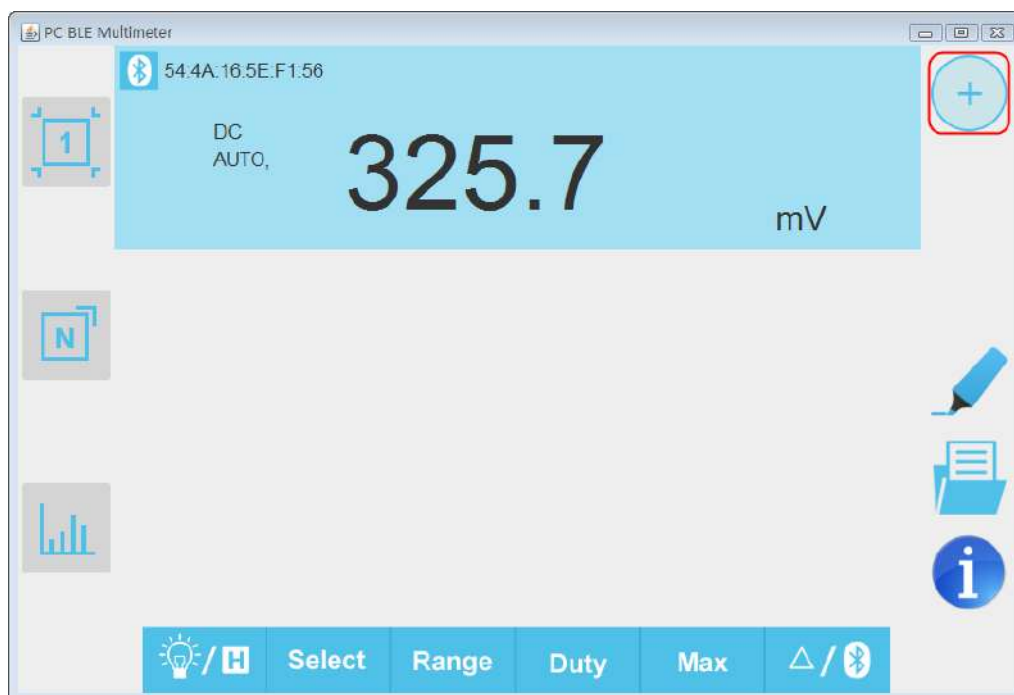 PC BLE Multimeter
54:4A:16:5E:F1:56
DC
AUTO,
325.7
mV
1
N
/H
Select
Range
Duty
Max
△/